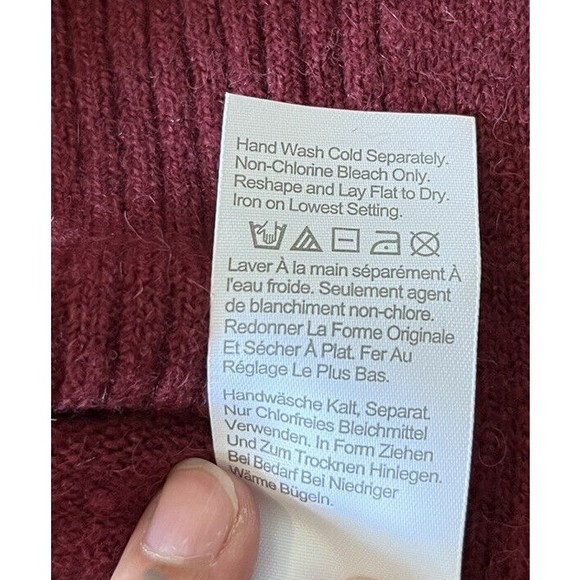 Hand Wash Cold Separately.
Non-Chlorine Bleach Only.
Reshape and Lay Flat to Dry.
Iron on Lowest Setting.
Laver À la main séparément À
l'eau froide. Seulement agent
de blanchiment non-chlore.
Redonner La Forme Originale
Et Sécher À Plat. Fer Au
Réglage Le Plus Bas.
Handwäsche Kalt, Separat.
Nur Chlorfreies Bleichmittel
Verwenden. In Form Ziehen
Und Zum Trocknen Hinlegen.
Bei Bedarf Bei Niedriger
Wärme Bügeln.